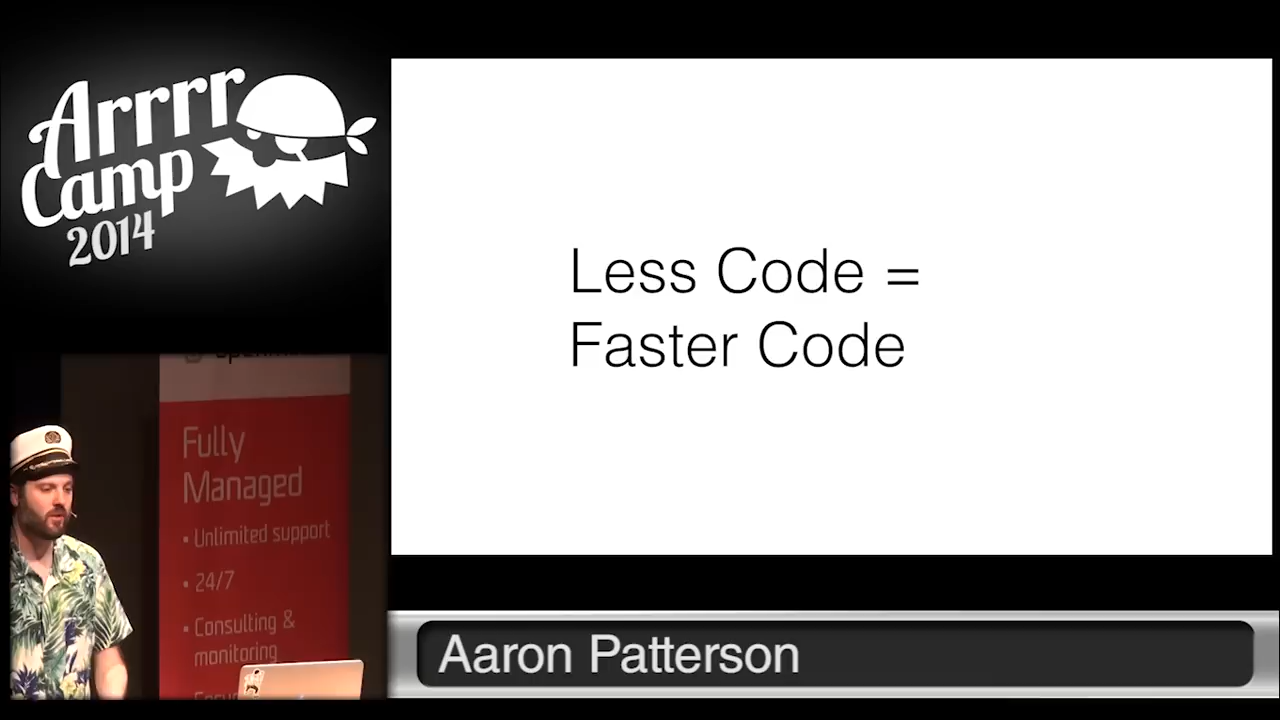 Arrrr
Camp
2014
Less Code =
Faster Code
Fully
Managed
• Unlimited support
• 24/7
• Consulting &
monitoring
Aaron Patterson